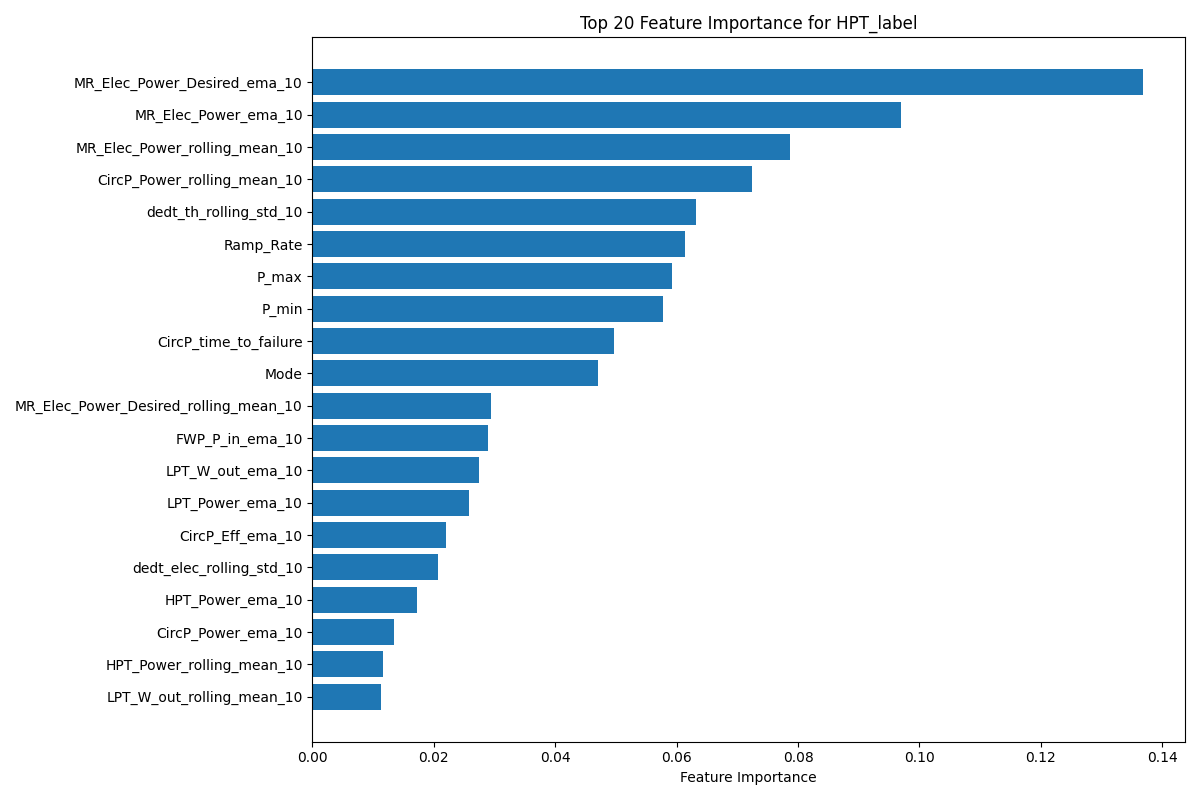 Top 20 Feature Importance for HPT_label
MR_Elec_Power_Desired_ema_10
MR_Elec_Power_ema_10
MR_Elec_Power_rolling_mean_10
CircP_Power_rolling_mean_10
dedt_th_rolling_std_10
Ramp_Rate
P_max
P_min
CircP_time_to_failure
Mode
MR_Elec_Power_Desired_rolling_mean_10
FWP_P_in_ema_10
LPT_W_out_ema_10
LPT_Power_ema_10
CircP_Eff_ema_10
dedt_elec_rolling_std_10
HPT_Power_ema_10
CircP_Power_ema_10
HPT_Power_rolling_mean_10
LPT_W_out_rolling_mean_10
0.00 0.02 0.04 0.06 0.08 0.10 0.12 0.14
Feature Importance